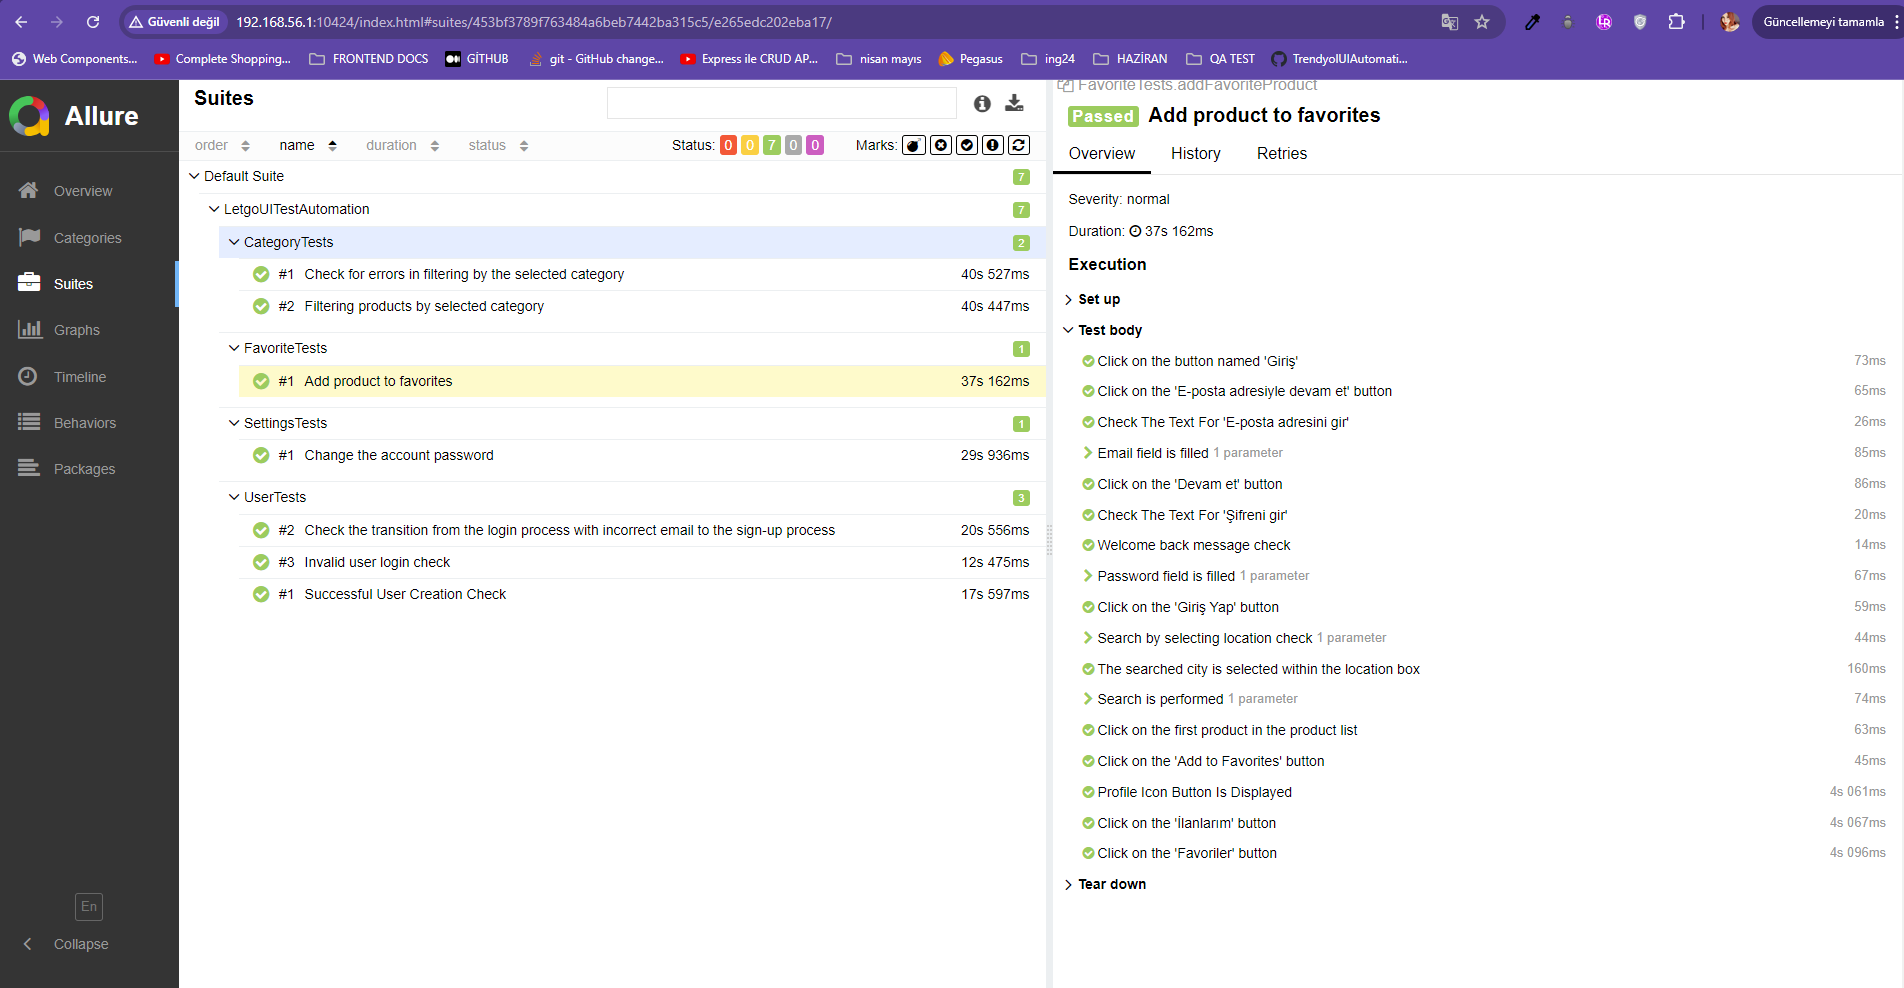 Güvenli değil 192.168.56.1:10424/index.html#suites/453bf3789f763484a6beb7442ba315c5/e265edc202eba17/ Güncellemeyi tamamla
Web Components... Complete Shopping... FRONTEND DOCS GİTHUB git - GitHub change... Express ile CRUD AP... nisan mayıs Pegasus ing24 HAZİRAN QA TEST TrendyolUIAutomati...
Allure
Overview
Categories
Suites
Graphs
Timeline
Behaviors
Packages
En
Collapse
Suites
order name duration status Status: 0 0 7 0 0 Marks:
Default Suite 7
LetgoUITestAutomation 7
CategoryTests 2
#1 Check for errors in filtering by the selected category 40s 527ms
#2 Filtering products by selected category 40s 447ms
FavoriteTests 1
#1 Add product to favorites 37s 162ms
SettingsTests 1
#1 Change the account password 29s 936ms
UserTests 3
#2 Check the transition from the login process with incorrect email to the sign-up process 20s 556ms
#3 Invalid user login check 12s 475ms
#1 Successful User Creation Check 17s 597ms
FavoriteTests.addFavoriteProduct
Passed Add product to favorites
Overview History Retries
Severity: normal
Duration: 37s 162ms
Execution
Set up
Test body
Click on the button named 'Giriş' 73ms
Click on the 'E-posta adresiyle devam et' button 65ms
Check The Text For 'E-posta adresini gir' 26ms
Email field is filled 1 parameter 85ms
Click on the 'Devam et' button 86ms
Check The Text For 'Şifreni gir' 20ms
Welcome back message check 14ms
Password field is filled 1 parameter 67ms
Click on the 'Giriş Yap' button 59ms
Search by selecting location check 1 parameter 44ms
The searched city is selected within the location box 160ms
Search is performed 1 parameter 74ms
Click on the first product in the product list 63ms
Click on the 'Add to Favorites' button 45ms
Profile Icon Button Is Displayed 4s 061ms
Click on the 'İlanlarım' button 4s 067ms
Click on the 'Favoriler' button 4s 096ms
Tear down